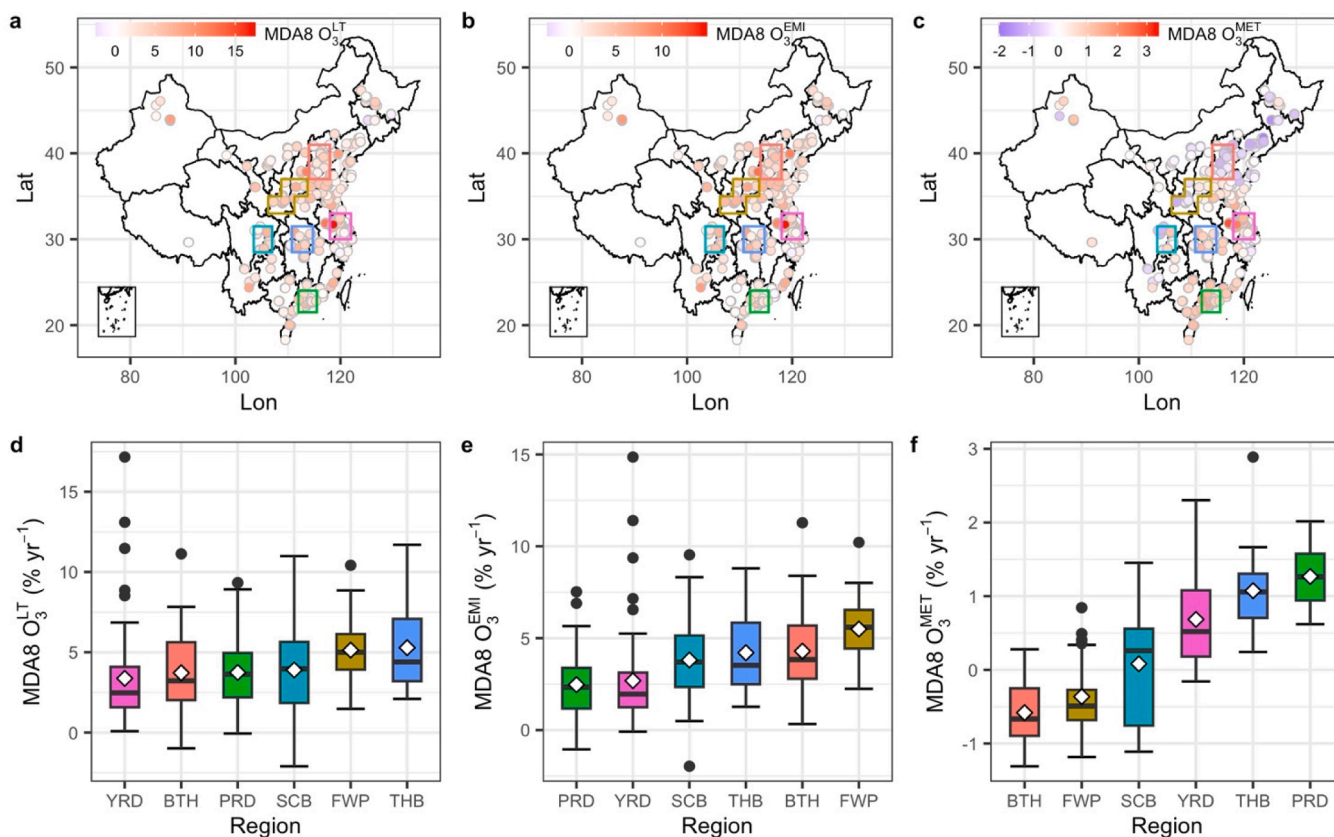 a
0 5 10 15 MDA8 O₃ᴸᵀ
50
40
30
20
Lat
80 100 120
Lon
b
0 5 10 MDA8 O₃ᴱᴹᴵ
50
40
30
20
Lat
80 100 120
Lon
c
-2 -1 0 1 2 3 MDA8 O₃ᴹᴱᵀ
50
40
30
20
Lat
80 100 120
Lon
d
MDA8 O₃ᴸᵀ (% yr⁻¹)
15
10
5
0
YRD BTH PRD SCB FWP THB
Region
e
MDA8 O₃ᴱᴹᴵ (% yr⁻¹)
15
10
5
0
PRD YRD SCB THB BTH FWP
Region
f
MDA8 O₃ᴹᴱᵀ (% yr⁻¹)
3
2
1
0
-1
BTH FWP SCB YRD THB PRD
Region